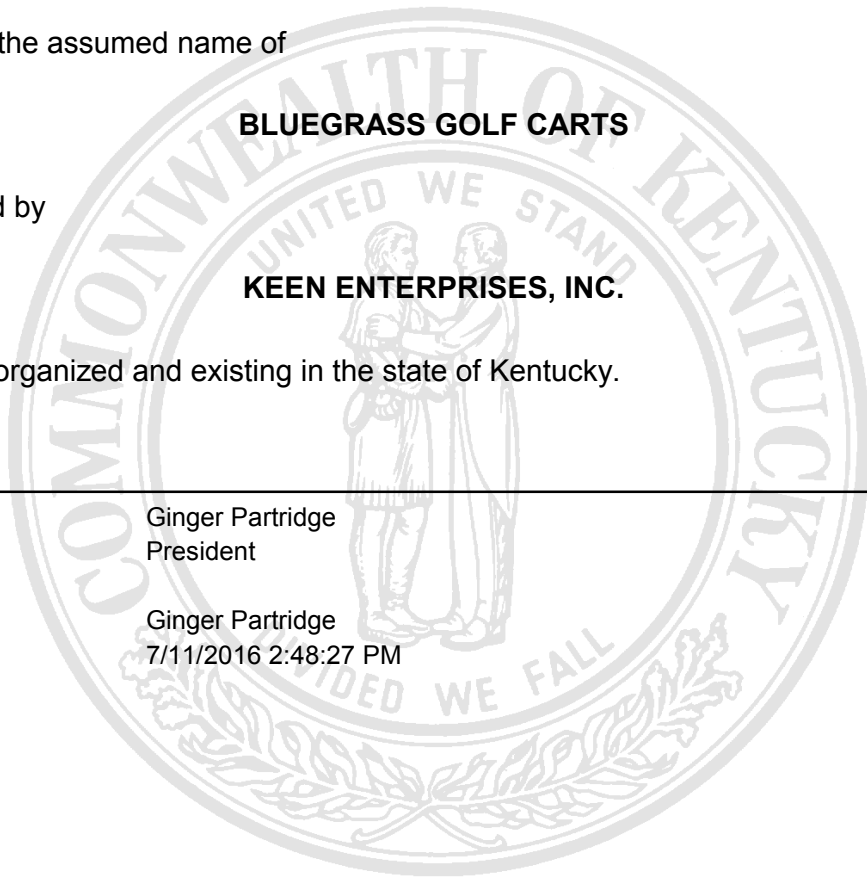 the assumed name of
BLUEGRASS GOLF CARTS
d by
KEEN ENTERPRISES, INC.
organized and existing in the state of Kentucky.
Ginger Partridge
President
Ginger Partridge
7/11/2016 2:48:27 PM
COMMONWEALTH OF KENTUCKY
UNITED WE STAND
DIVIDED WE FALL